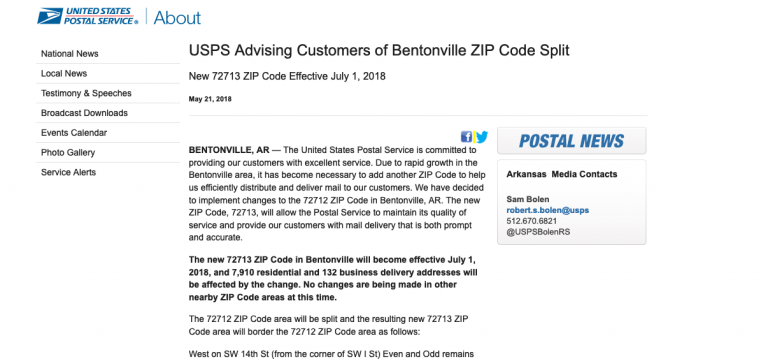 UNITED STATES
POSTAL SERVICE® About
National News
Local News
Testimony & Speeches
Broadcast Downloads
Events Calendar
Photo Gallery
Service Alerts
USPS Advising Customers of Bentonville ZIP Code Split
New 72713 ZIP Code Effective July 1, 2018
May 21, 2018
BENTONVILLE, AR — The United States Postal Service is committed to
providing our customers with excellent service. Due to rapid growth in the
Bentonville area, it has become necessary to add another ZIP Code to help
us efficiently distribute and deliver mail to our customers. We have decided
to implement changes to the 72712 ZIP Code in Bentonville, AR. The new
ZIP Code, 72713, will allow the Postal Service to maintain its quality of
service and provide our customers with mail delivery that is both prompt
and accurate.
The new 72713 ZIP Code in Bentonville will become effective July 1,
2018, and 7,910 residential and 132 business delivery addresses will
be affected by the change. No changes are being made in other
nearby ZIP Code areas at this time.
The 72712 ZIP Code area will be split and the resulting new 72713 ZIP
Code area will border the 72712 ZIP Code area as follows:
West on SW 14th St (from the corner of SW I St) Even and Odd remains
POSTAL NEWS
Arkansas Media Contacts
Sam Bolen
robert.s.bolen@usps
512.670.6821
@USPSBolenRS